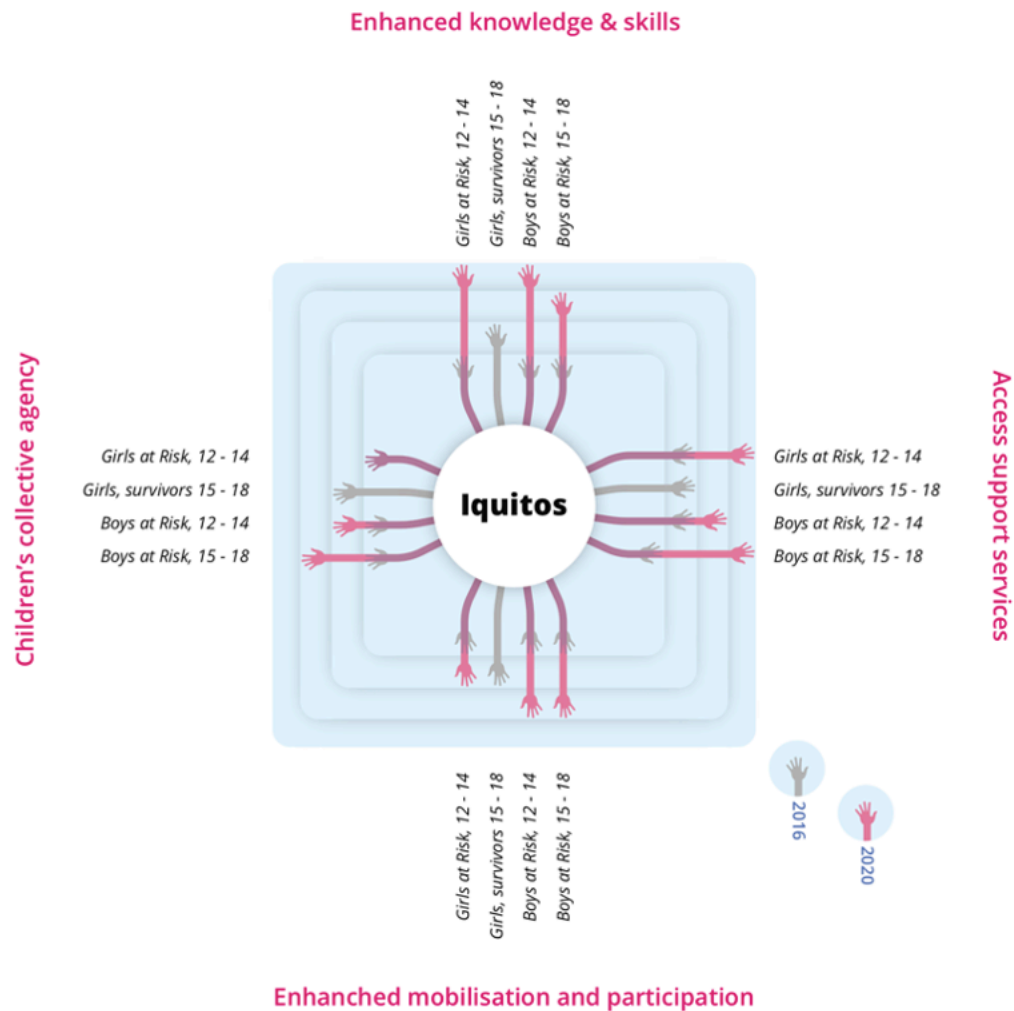 Enhanced knowledge & skills
Girls at Risk, 12 - 14
Girls, survivors 15 - 18
Boys at Risk, 12 - 14
Boys at Risk, 15 - 18
Children's collective agency
Girls at Risk, 12 - 14
Girls, survivors 15 - 18
Boys at Risk, 12 - 14
Boys at Risk, 15 - 18
Iquitos
Girls at Risk, 12 - 14
Girls, survivors 15 - 18
Boys at Risk, 12 - 14
Boys at Risk, 15 - 18
Access support services
Girls at Risk, 12 - 14
Girls, survivors 15 - 18
Boys at Risk, 12 - 14
Boys at Risk, 15 - 18
2016
2020
Enhanched mobilisation and participation